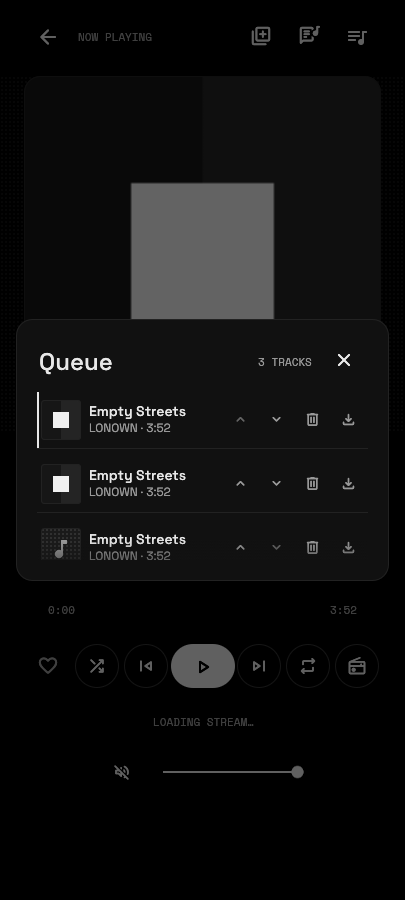 NOW PLAYING
Queue
3 TRACKS
Empty Streets
LONOWN · 3:52
Empty Streets
LONOWN · 3:52
Empty Streets
LONOWN · 3:52
0:00
3:52
LOADING STREAM…